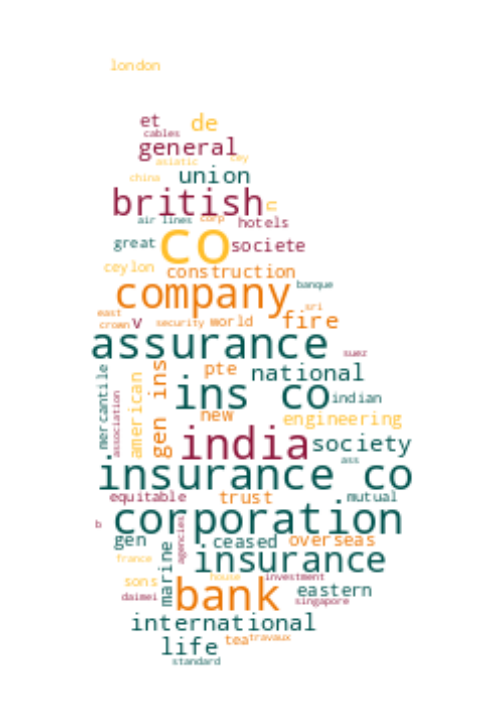 london
et de
cables
general
asiatic cey
china union
british n
air lines corp hotels
great co societe
ceylon construction
company banque
east sri
crown v security world fire
assurance suez
mercantile association american gen ins pte national
ins co indian
new engineering
india society
ass
insurance co
equitable trust mutual
b corporation
gen agencies ceased overseas
marine insurance
france
sons house investment
daimei bank eastern
singapore
international
life tea travaux
standard